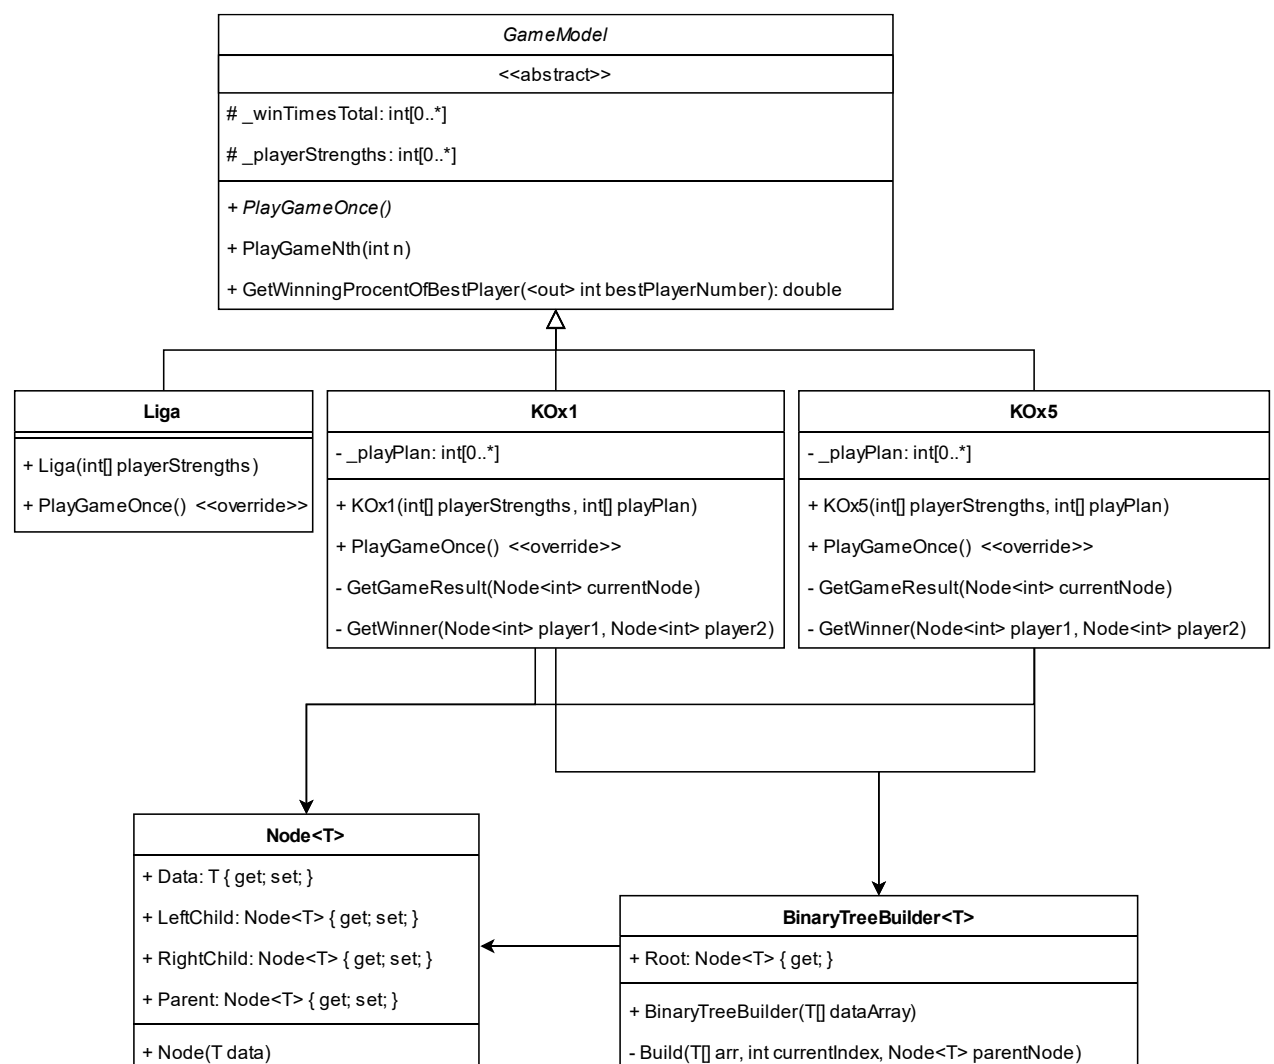 GameModel
<<abstract>>
# _winTimesTotal: int[0..*]
# _playerStrengths: int[0..*]
+ PlayGameOnce()
+ PlayGameNth(int n)
+ GetWinningProcentOfBestPlayer(<out> int bestPlayerNumber): double
Liga
+ Liga(int[] playerStrengths)
+ PlayGameOnce() <<override>>
KOx1
- _playPlan: int[0..*]
+ KOx1(int[] playerStrengths, int[] playPlan)
+ PlayGameOnce() <<override>>
- GetGameResult(Node<int> currentNode)
- GetWinner(Node<int> player1, Node<int> player2)
KOx5
- _playPlan: int[0..*]
+ KOx5(int[] playerStrengths, int[] playPlan)
+ PlayGameOnce() <<override>>
- GetGameResult(Node<int> currentNode)
- GetWinner(Node<int> player1, Node<int> player2)
Node<T>
+ Data: T { get; set; }
+ LeftChild: Node<T> { get; set; }
+ RightChild: Node<T> { get; set; }
+ Parent: Node<T> { get; set; }
+ Node(T data)
BinaryTreeBuilder<T>
+ Root: Node<T> { get; }
+ BinaryTreeBuilder(T[] dataArray)
- Build(T[] arr, int currentIndex, Node<T> parentNode)